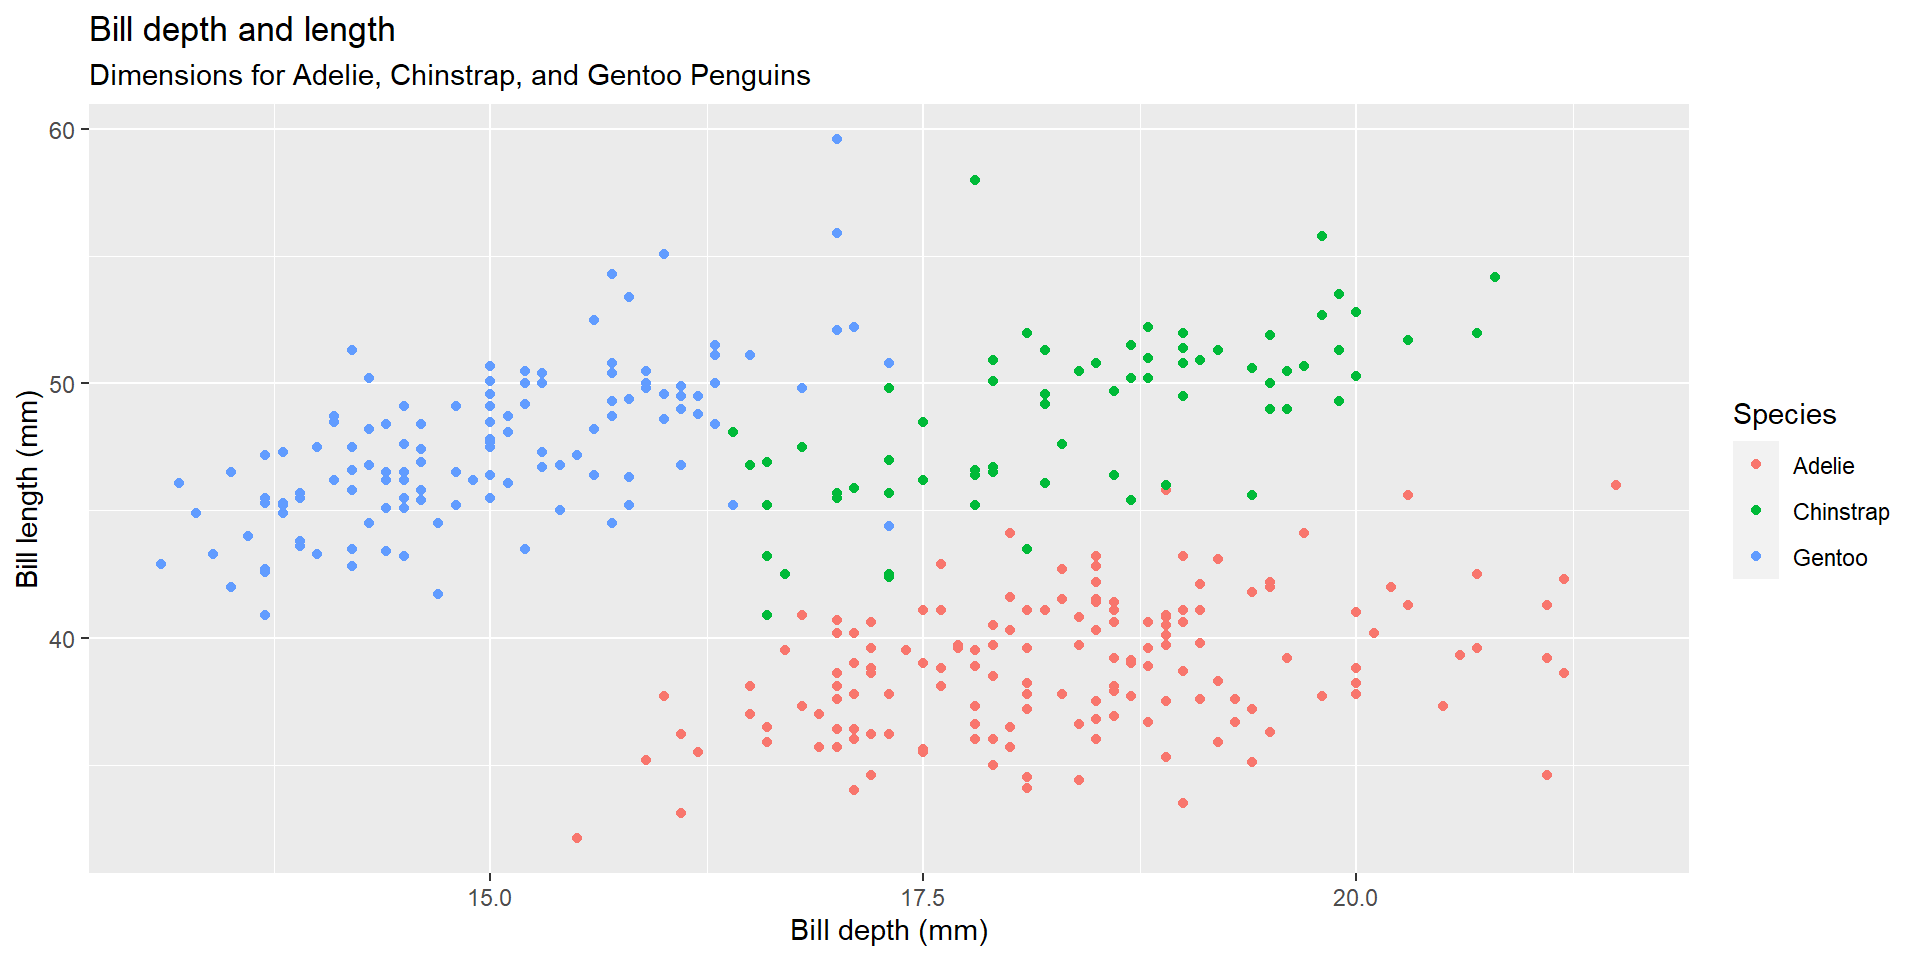 Bill depth and length
Dimensions for Adelie, Chinstrap, and Gentoo Penguins
60
50
40
Bill length (mm)
15.0
17.5
20.0
Bill depth (mm)
Species
Adelie
Chinstrap
Gentoo